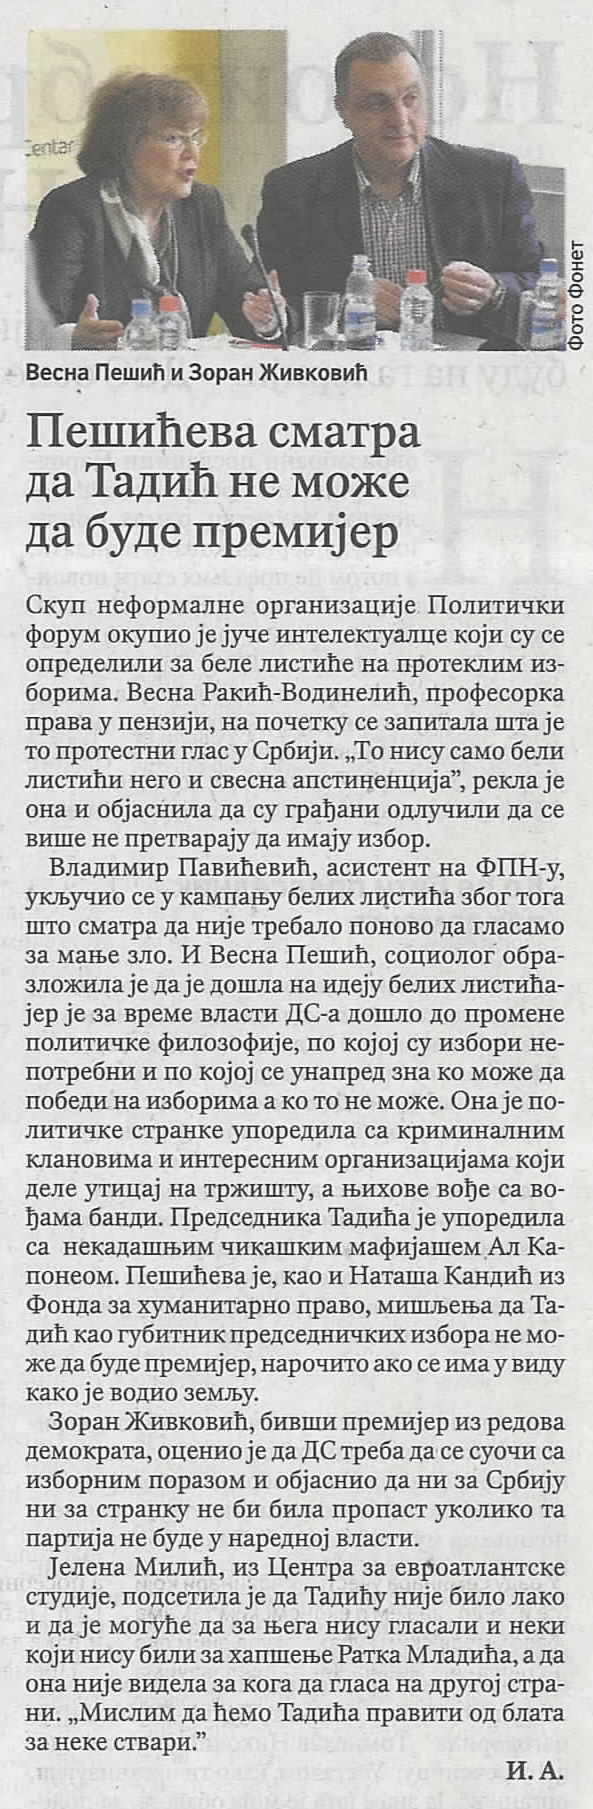 Centar
Фото Фонет
Весна Пешић и Зоран Живковић
Пешићева сматра
да Тадић не може
да буде премијер
Скуп неформалне организације Политички
форум окупио је јуче интелектуалце који су се
определили за беле листиће на протеклим из-
борима. Весна Ракић-Водинелић, професорка
права у пензији, на почетку се запитала шта је
то протестни глас у Србији. „То нису само бели
листићи него и свесна апстиненција”, рекла је
она и објаснила да су грађани одлучили да се
више не претварају да имају избор.
Владимир Павићевић, асистент на ФПН-у,
укључио се у кампању белих листића због тога
што сматра да није требало поново да гласамо
за мање зло. И Весна Пешић, социолог обра-
зложила је да је дошла на идеју белих листића-
јер је за време власти ДС-а дошло до промене
политичке филозофије, по којој су избори не-
потребни и по којој се унапред зна ко може да
победи на изборима а ко то не може. Она је по-
литичке странке упоредила са криминалним
клановима и интересним организацијама који
деле утицај на тржишту, а њихове вође са во-
ђама банди. Председника Тадића је упоредила
са некадашњим чикашким мафијашем Ал Ка-
понеом. Пешићева је, као и Наташа Кандић из
Фонда за хуманитарно право, мишљења да Та-
дић као губитник председничких избора не мо-
же да буде премијер, нарочито ако се има у виду
како је водио земљу.
Зоран Живковић, бивши премијер из редова
демократа, оценио је да ДС треба да се суочи са
изборним поразом и објаснио да ни за Србију
ни за странку не би била пропаст уколико та
партија не буде у наредној власти.
Јелена Милић, из Центра за евроатлантске
студије, подсетила је да Тадићу није било лако
и да је могуће да за њега нису гласали и неки
који нису били за хапшење Ратка Младића, а да
она није видела за кога да гласа на другој стра-
ни. „Мислим да ћемо Тадића правити од блата
за неке ствари.”
И. А.